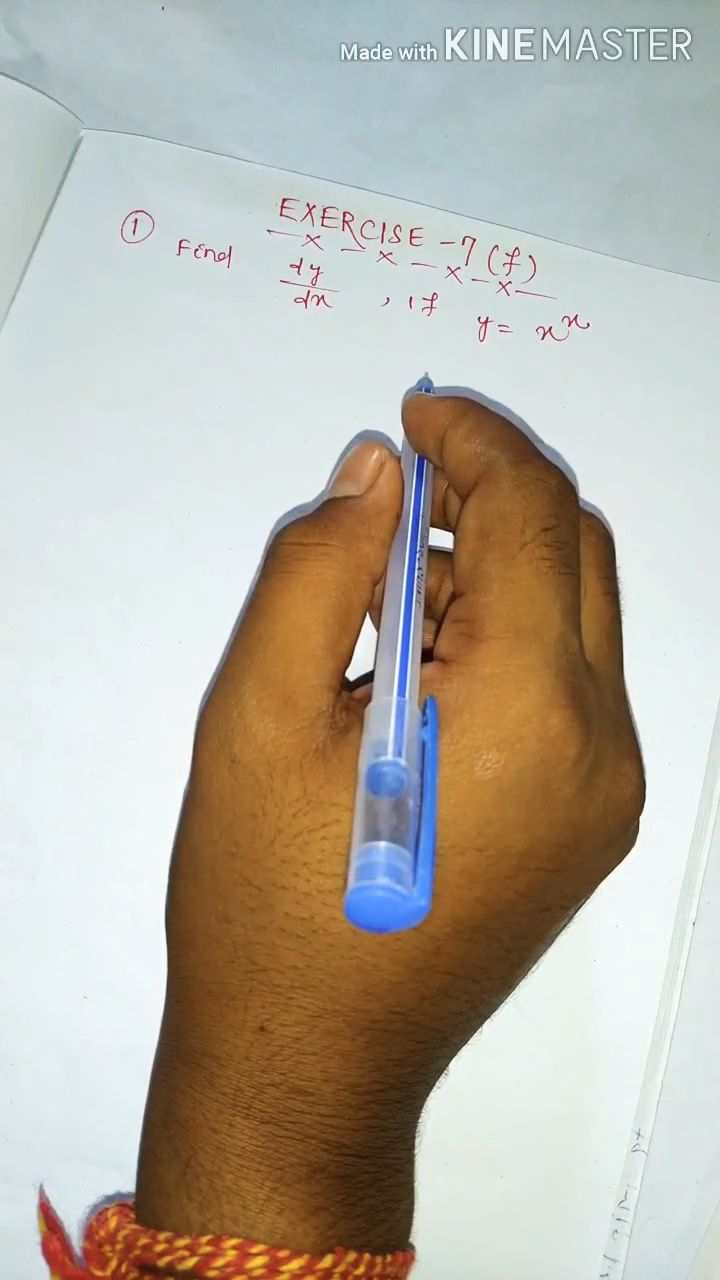 Made with KINEMASTER
EXERCISE - 7 (f)
① Find dy/dx , if y = x^x